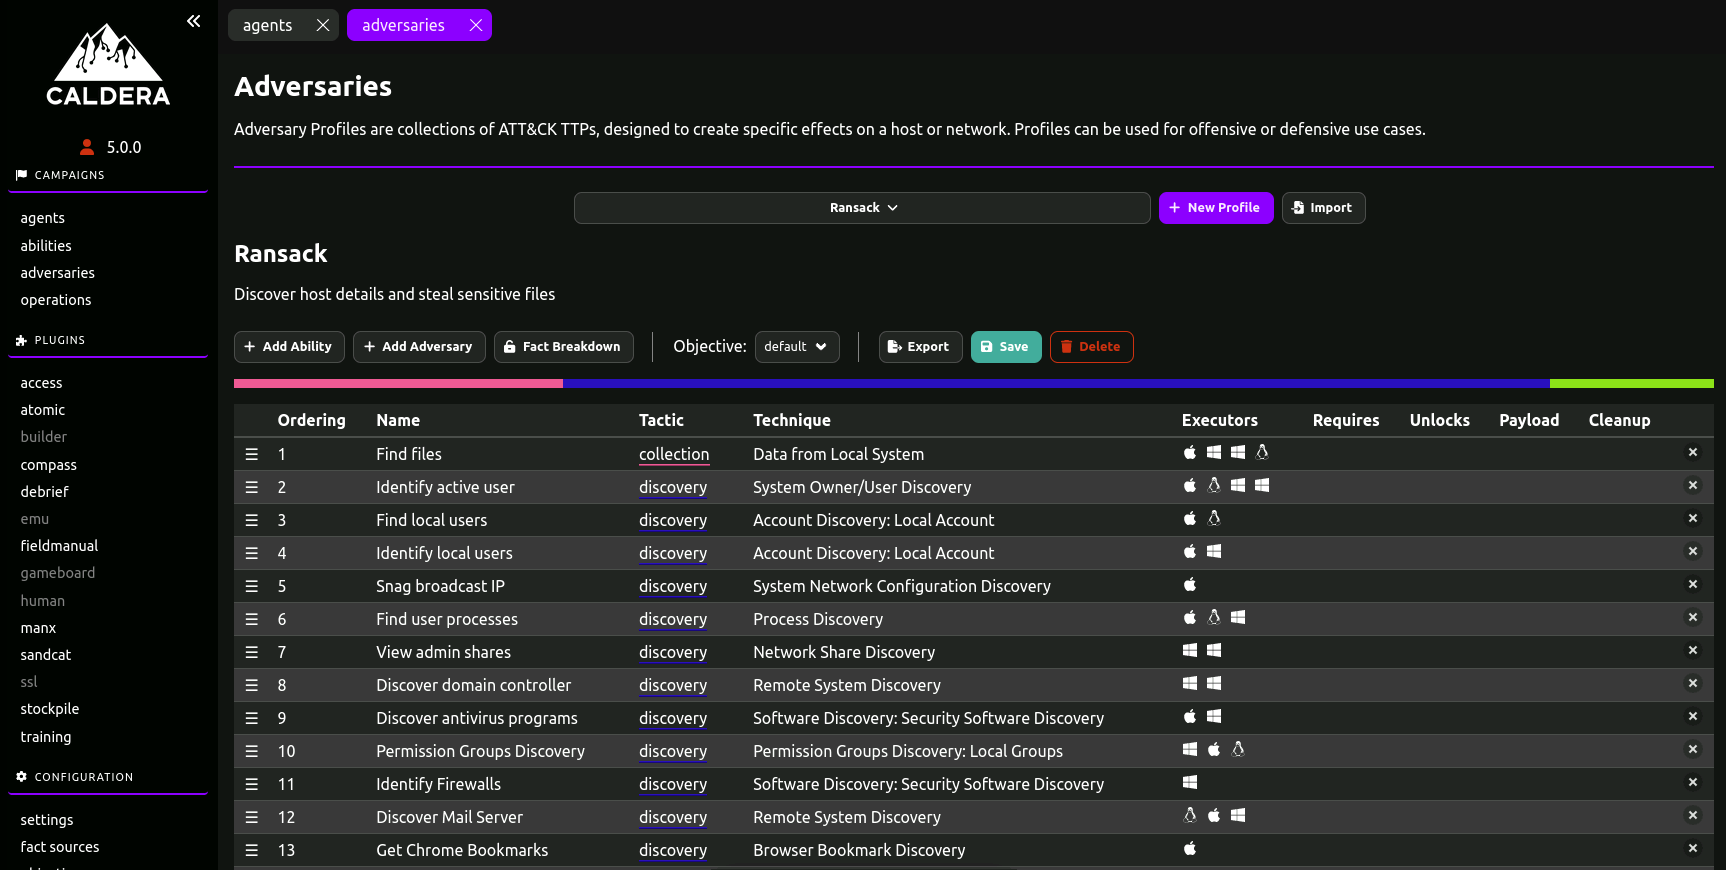 agents
adversaries
CALDERA
5.0.0
CAMPAIGNS
agents
abilities
adversaries
operations
PLUGINS
access
atomic
builder
compass
debrief
emu
fieldmanual
gameboard
human
manx
sandcat
ssl
stockpile
training
CONFIGURATION
settings
fact sources
Adversaries
Adversary Profiles are collections of ATT&CK TTPs, designed to create specific effects on a host or network. Profiles can be used for offensive or defensive use cases.
Ransack New Profile Import
Ransack
Discover host details and steal sensitive files
Add Ability Add Adversary Fact Breakdown Objective: default Export Save Delete
Ordering Name Tactic Technique Executors Requires Unlocks Payload Cleanup
1 Find files collection Data from Local System
2 Identify active user discovery System Owner/User Discovery
3 Find local users discovery Account Discovery: Local Account
4 Identify local users discovery Account Discovery: Local Account
5 Snag broadcast IP discovery System Network Configuration Discovery
6 Find user processes discovery Process Discovery
7 View admin shares discovery Network Share Discovery
8 Discover domain controller discovery Remote System Discovery
9 Discover antivirus programs discovery Software Discovery: Security Software Discovery
10 Permission Groups Discovery discovery Permission Groups Discovery: Local Groups
11 Identify Firewalls discovery Software Discovery: Security Software Discovery
12 Discover Mail Server discovery Remote System Discovery
13 Get Chrome Bookmarks discovery Browser Bookmark Discovery